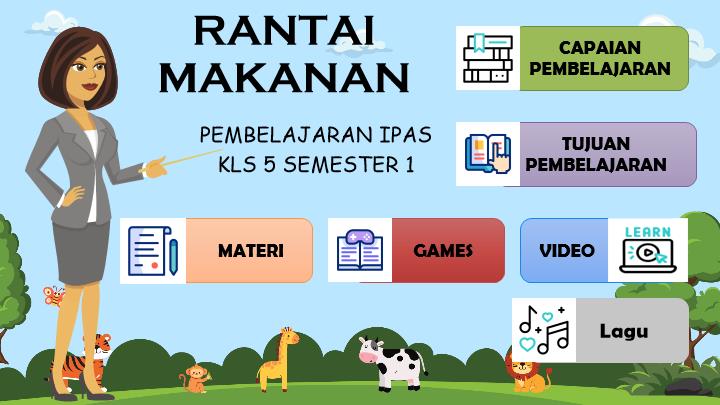 RANTAI
MAKANAN
PEMBELAJARAN IPAS
KLS 5 SEMESTER 1
CAPAIAN
PEMBELAJARAN
TUJUAN
PEMBELAJARAN
MATERI
GAMES
VIDEO
LEARN
Lagu